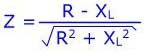 Z = R - X_L / √(R² + X_L²)